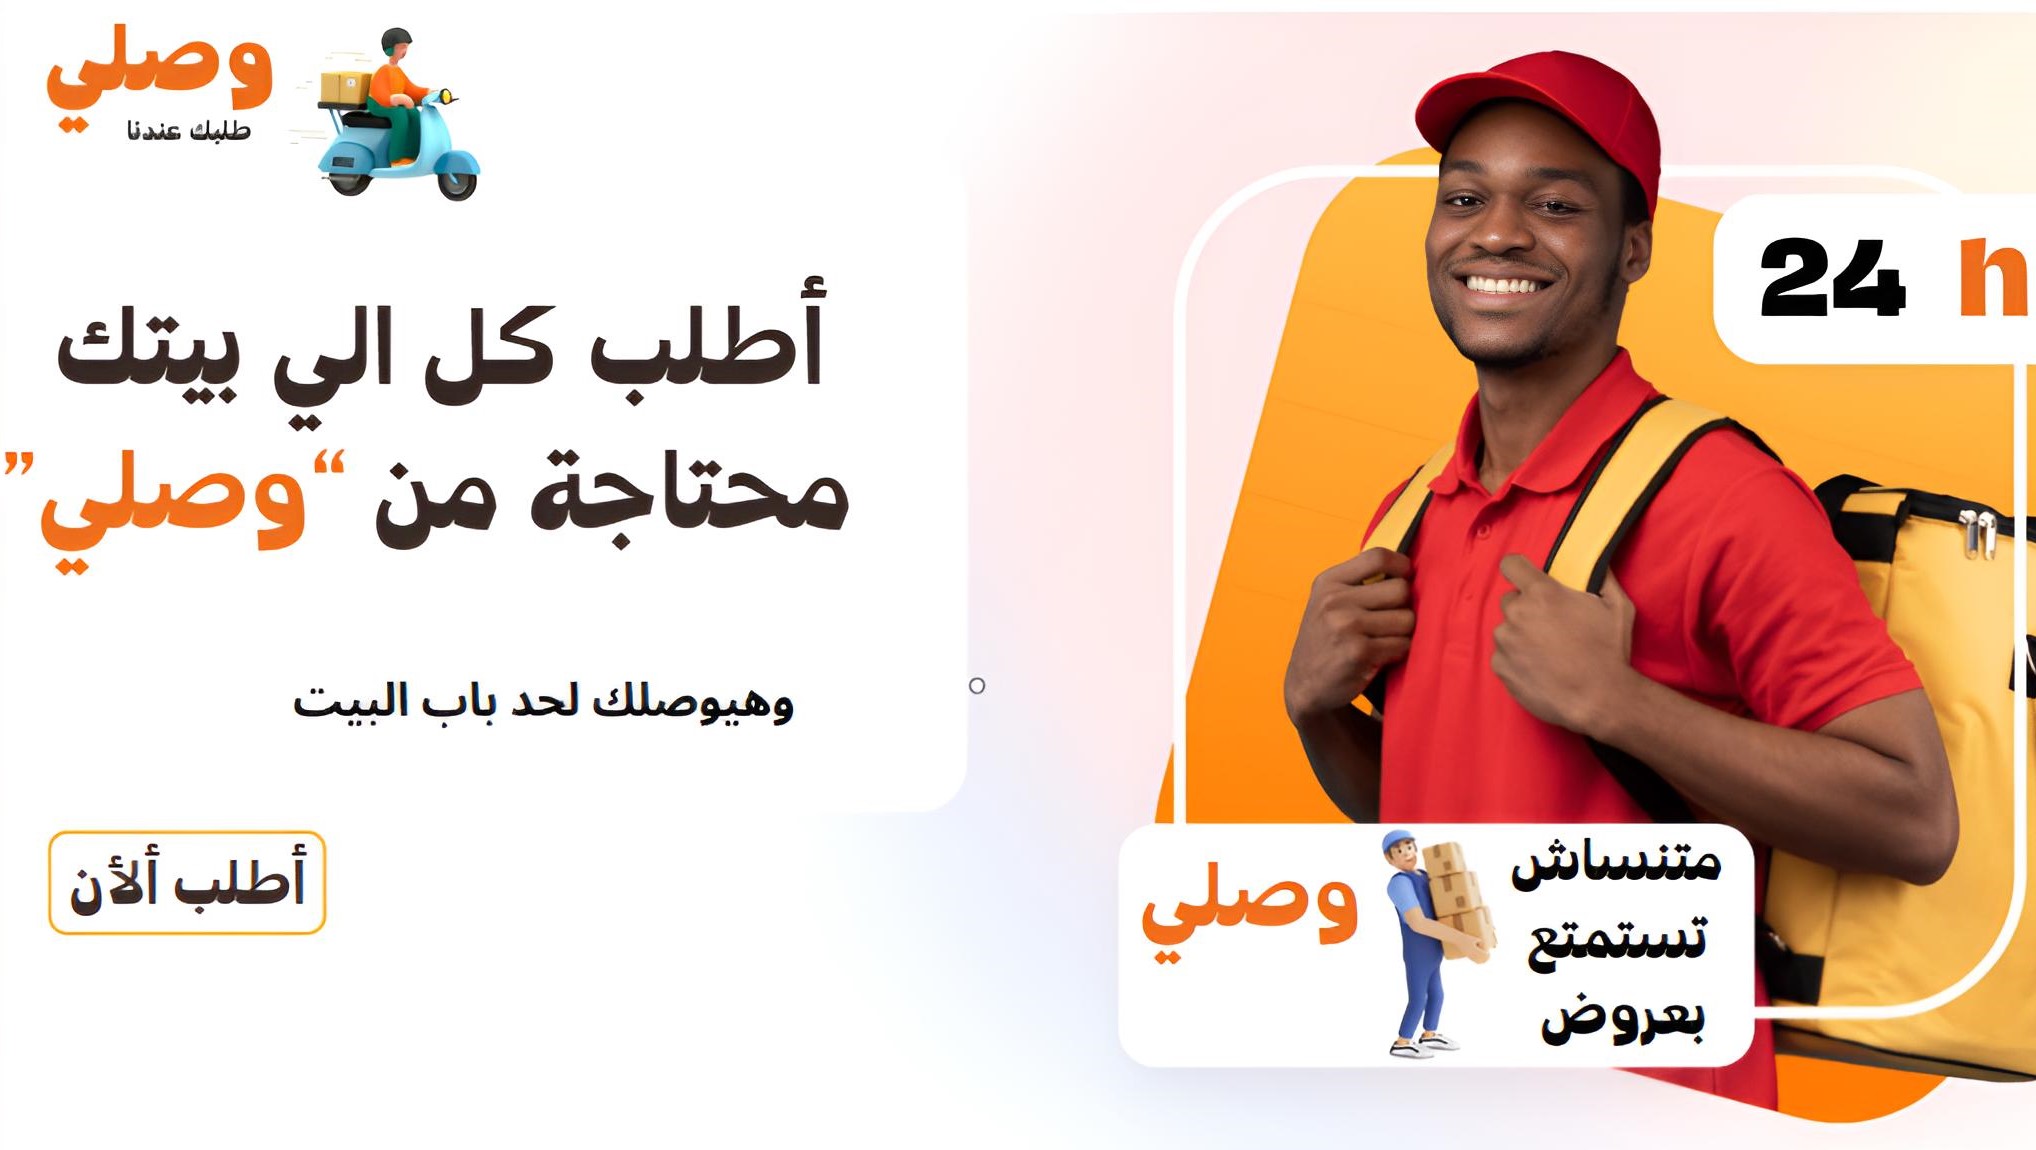 وصلي
طلبك عندنا
أطلب كل الي بيتك
محتاجة من “وصلي”
وهيوصلك لحد باب البيت
أطلب ألأن
24 h
متنساش
تستمتع
بعروض
وصلي